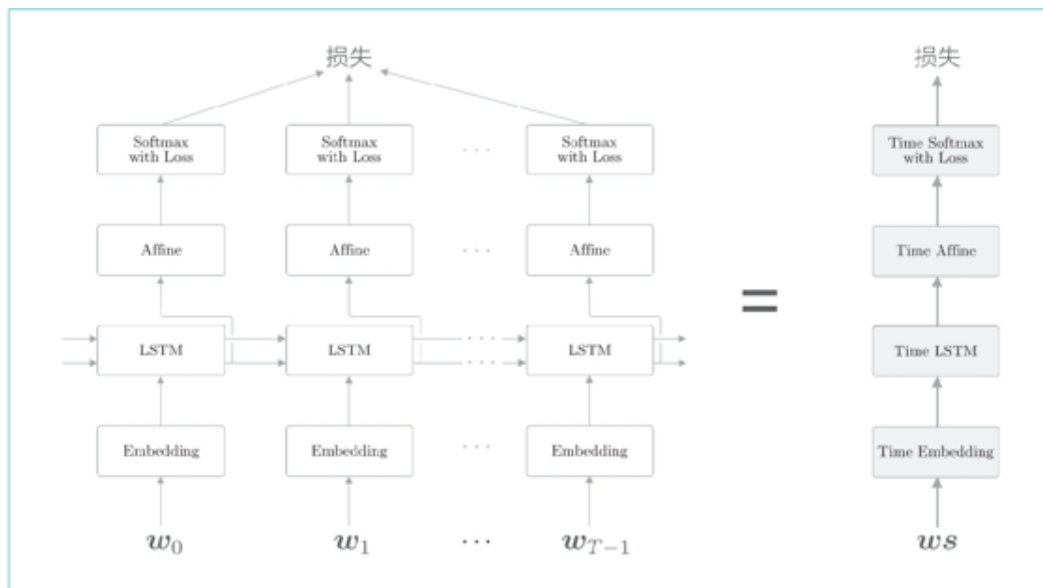 损失 损失
Softmax with Loss Softmax with Loss ... Softmax with Loss Time Softmax with Loss
Affine Affine ... Affine Time Affine
=
LSTM LSTM ... LSTM Time LSTM
Embedding Embedding ... Embedding Time Embedding
w0 w1 ... wT−1 ws